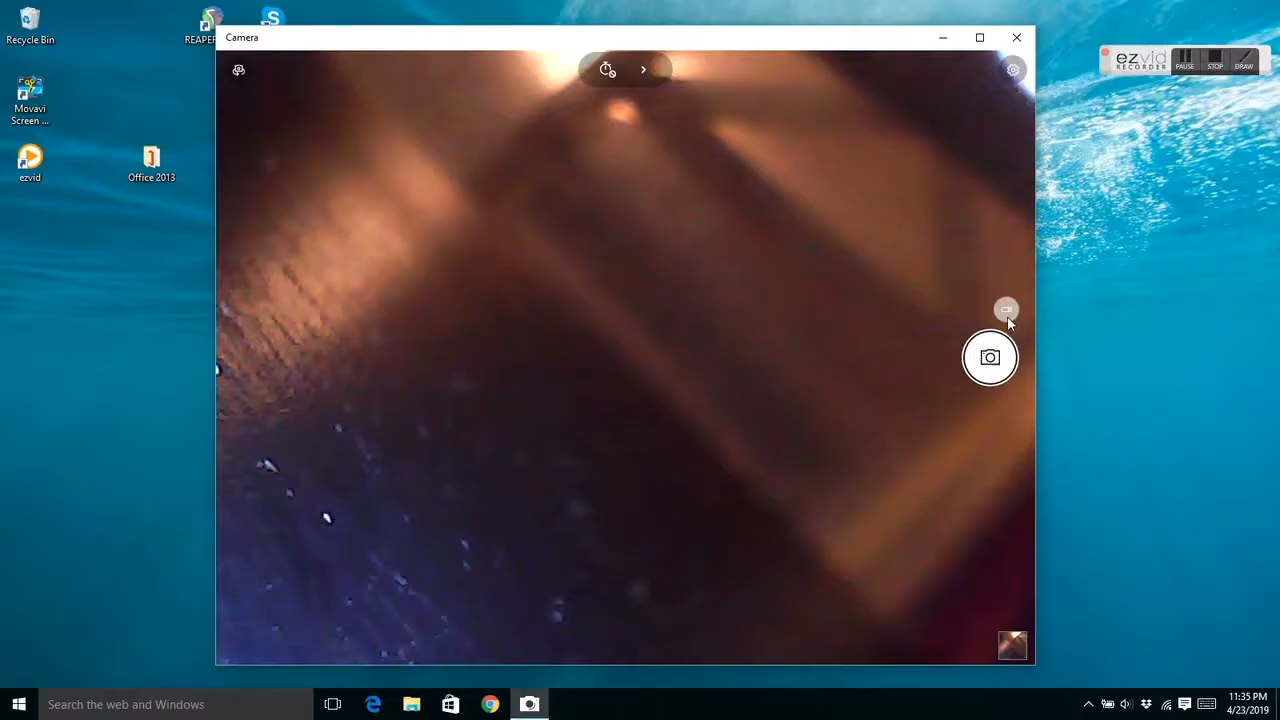 Recycle Bin
REAPER
Camera
ezvid
RECORDER
PAUSE
STOP
DRAW
Movavi
Screen ...
ezvid
Office 2013
Search the web and Windows
11:35 PM
4/23/2019